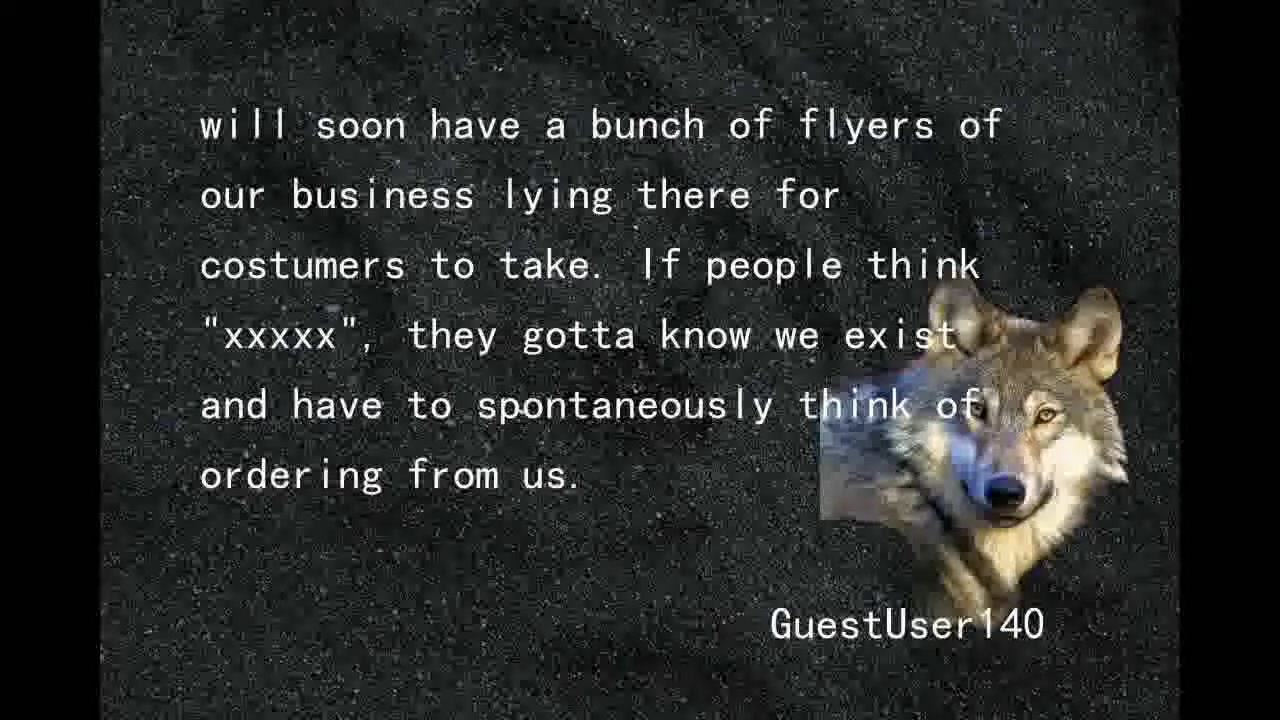 will soon have a bunch of flyers of
our business lying there for
costumers to take. If people think
"xxxxx", they gotta know we exist
and have to spontaneously think of
ordering from us.
GuestUser140